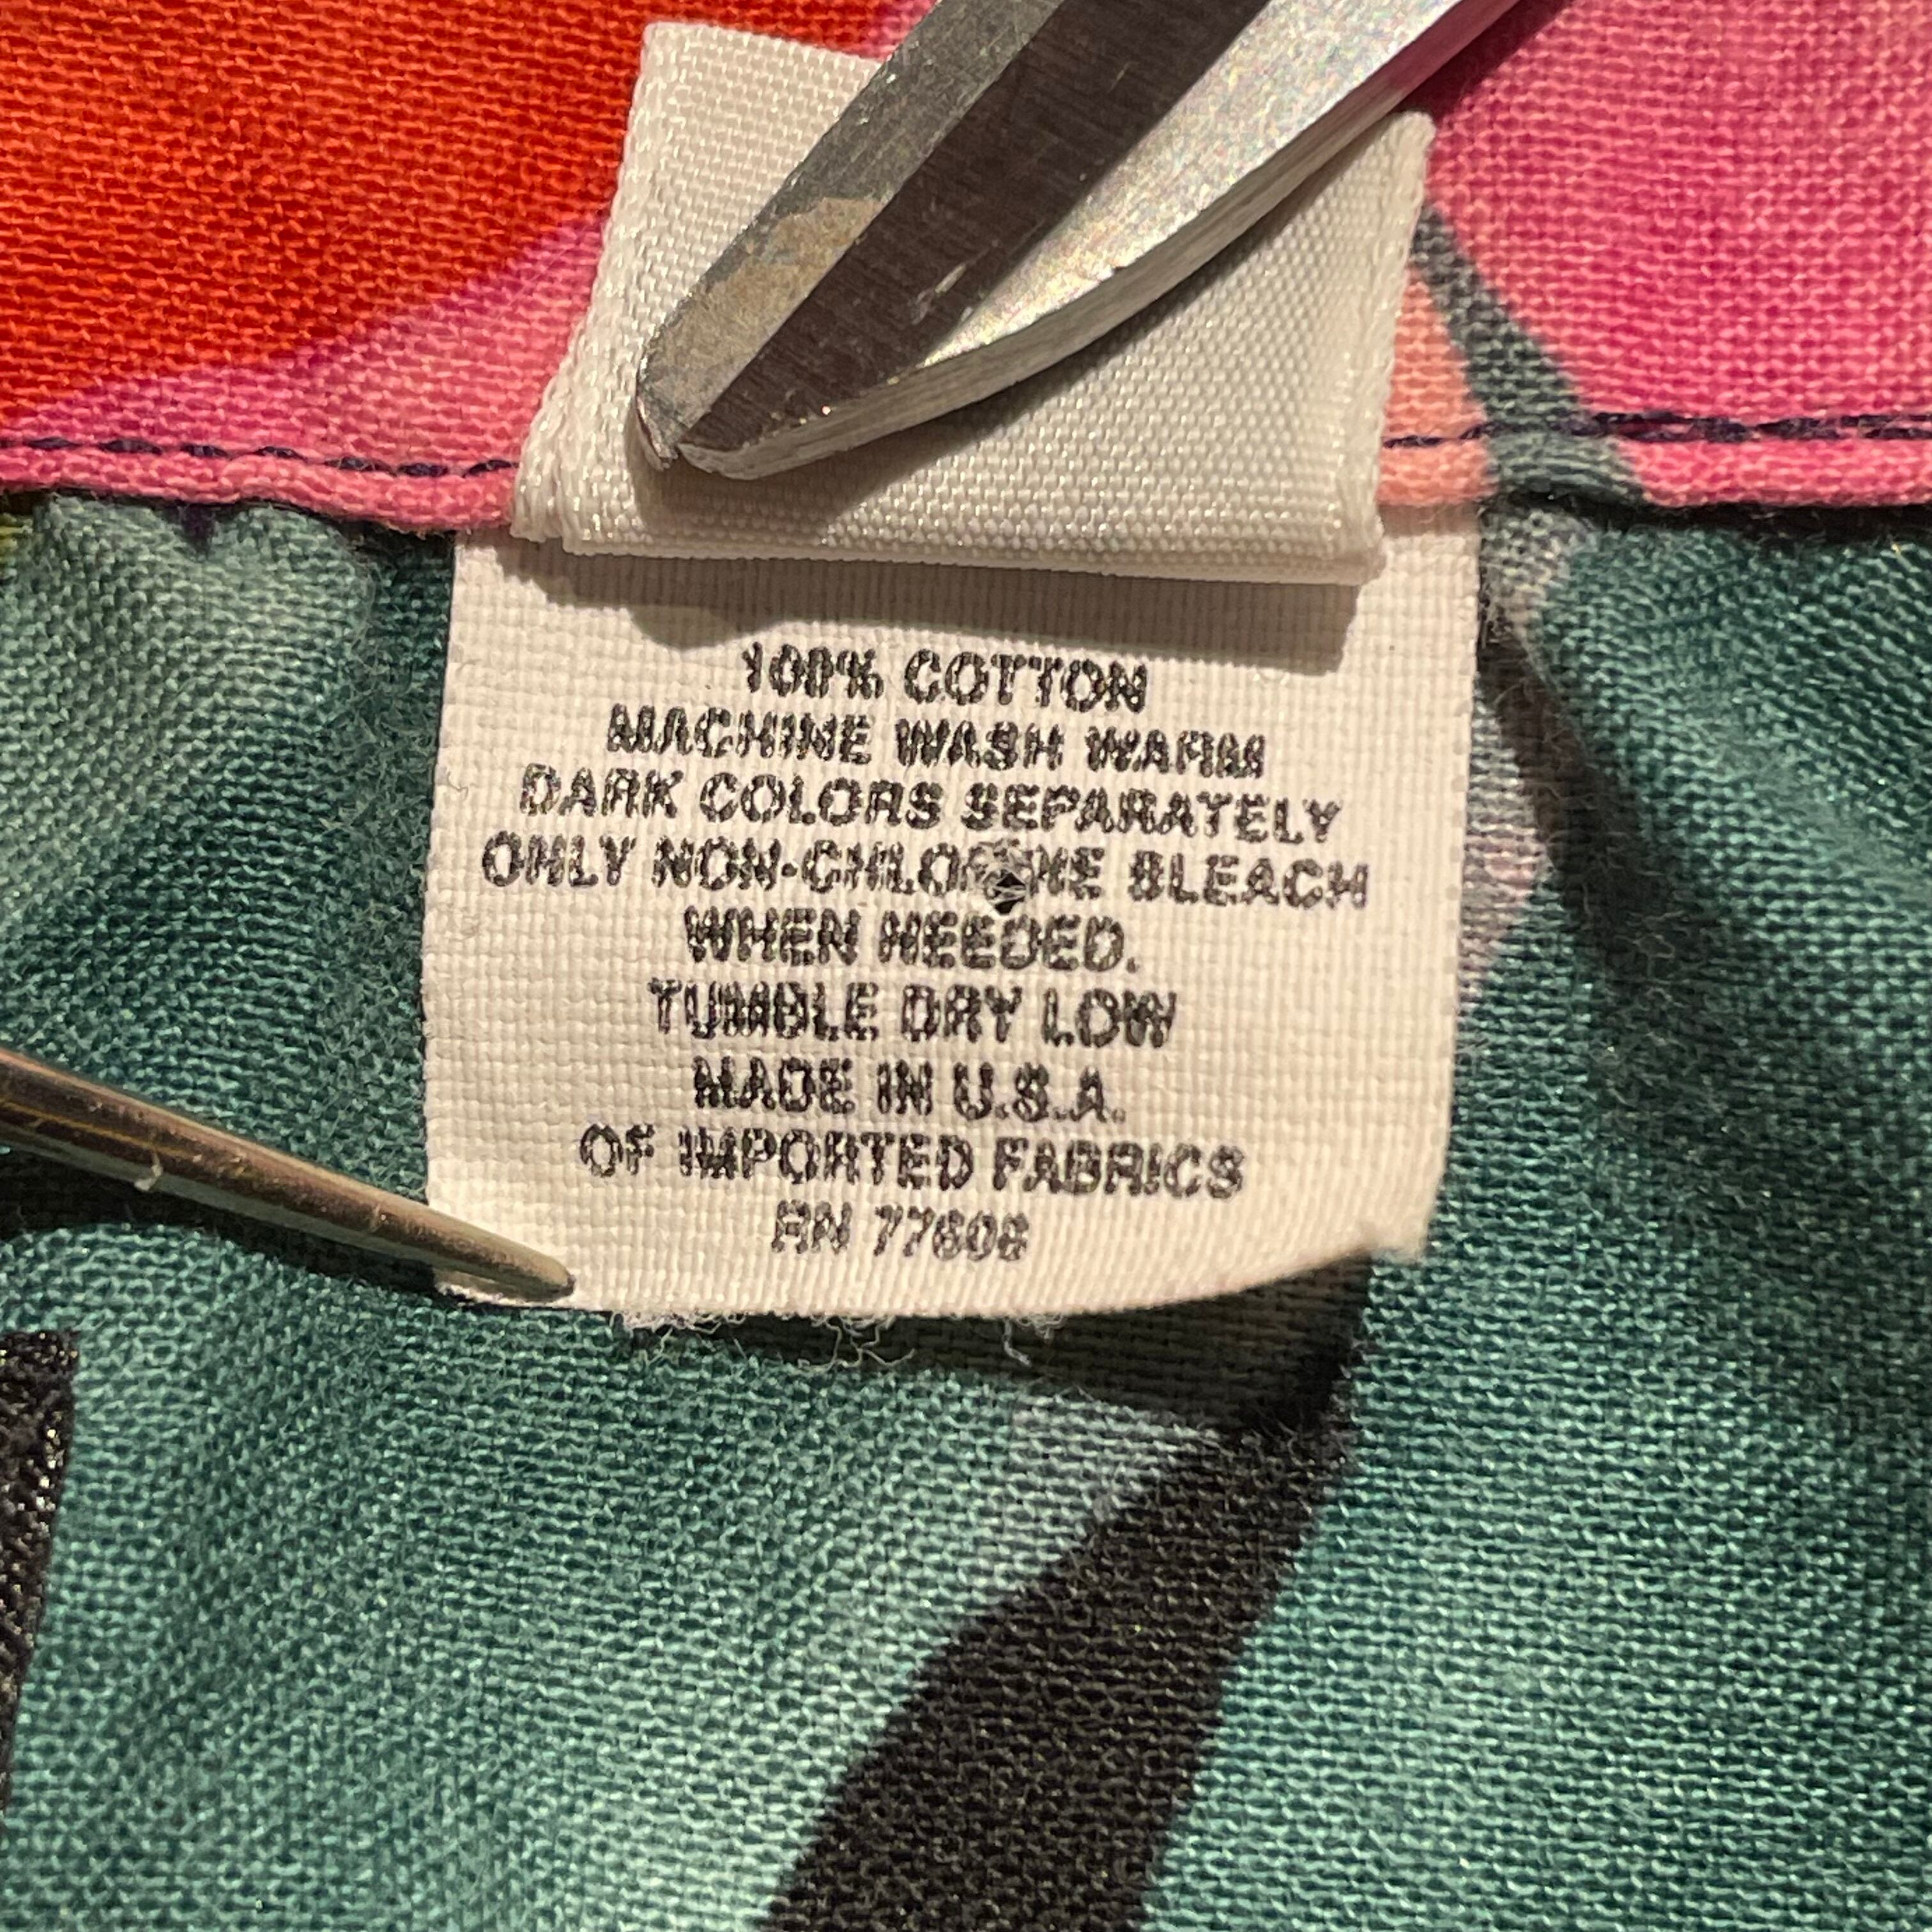 100% COTTON
MACHINE WASH WARM
DARK COLORS SEPARATELY
ONLY NON-CHLORINE BLEACH
WHEN NEEDED.
TUMBLE DRY LOW
MADE IN U.S.A.
OF IMPORTED FABRICS
RN 77608